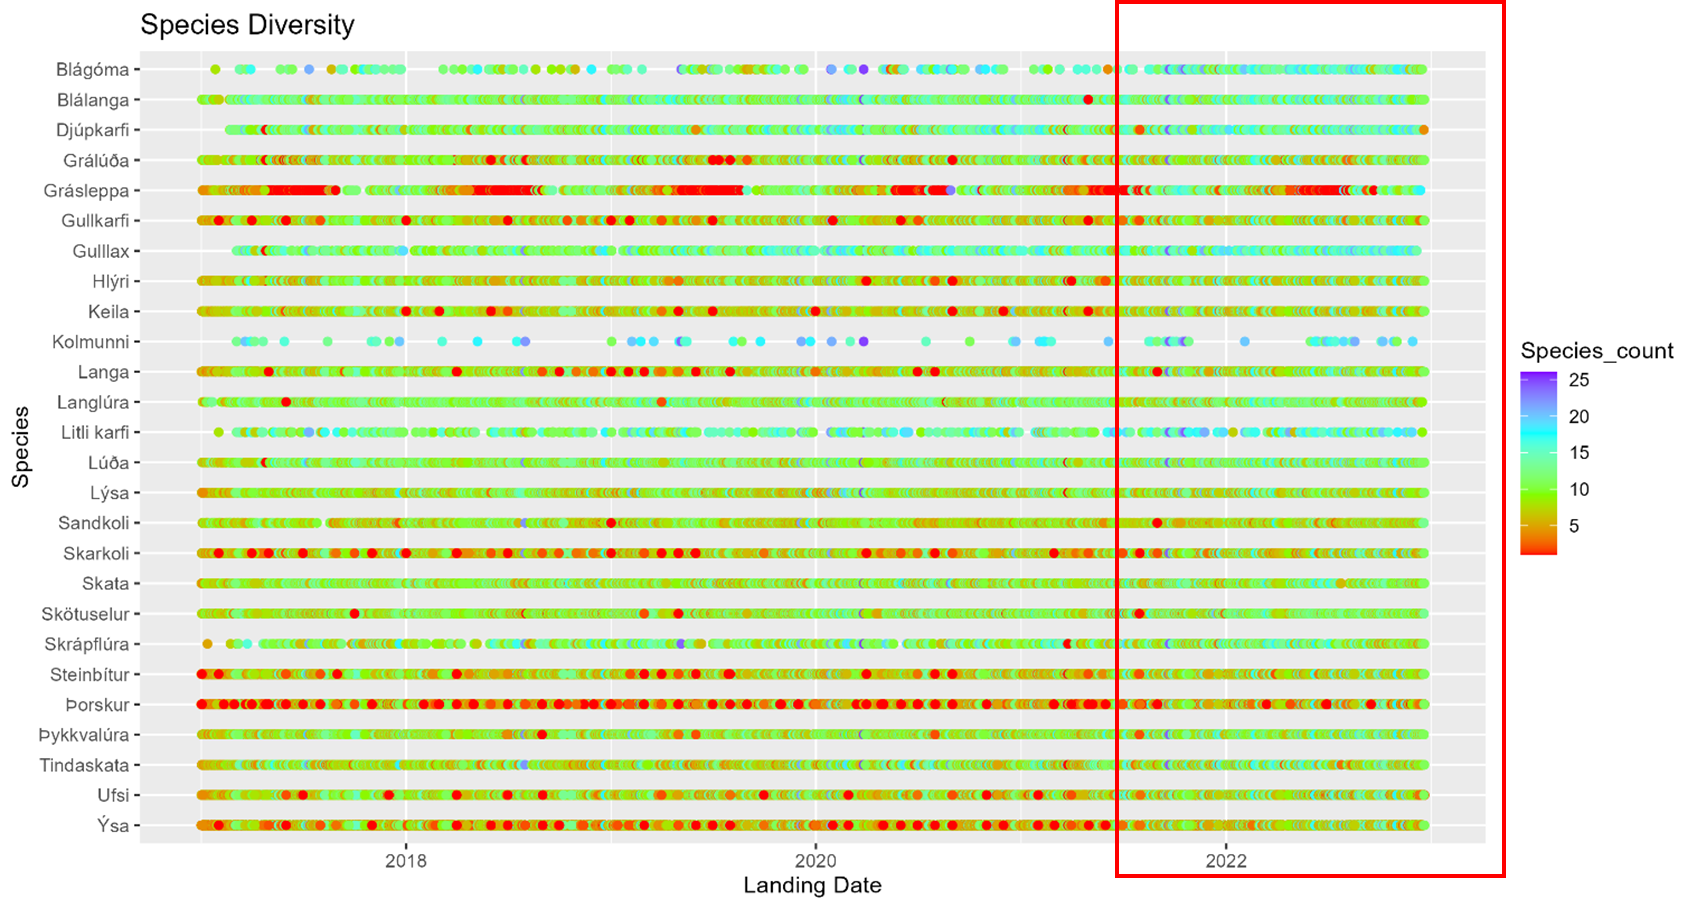 Species Diversity
Blágóma
Blálanga
Djúpkarfi
Grálúða
Grásleppa
Gullkarfi
Gulllax
Hlýri
Keila
Kolmunni
Langa
Langlúra
Litli karfi
Lúða
Lýsa
Sandkoli
Skarkoli
Skata
Skötuselur
Skrápflúra
Steinbítur
Þorskur
Þykkvalúra
Tindaskata
Ufsi
Ýsa
Species
2018
2020
2022
Landing Date
Species_count
25
20
15
10
5